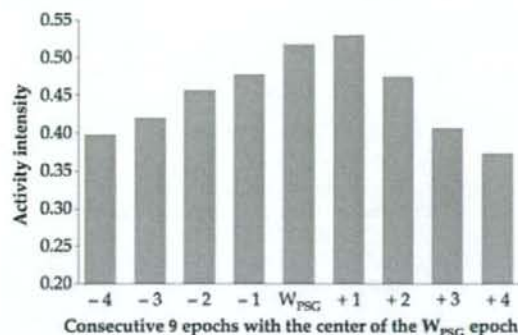 Activity intensity
0.55
0.50
0.45
0.40
0.35
0.30
0.25
0.20
−4 −3 −2 −1 WPSG +1 +2 +3 +4
Consecutive 9 epochs with the center of the WPSG epoch